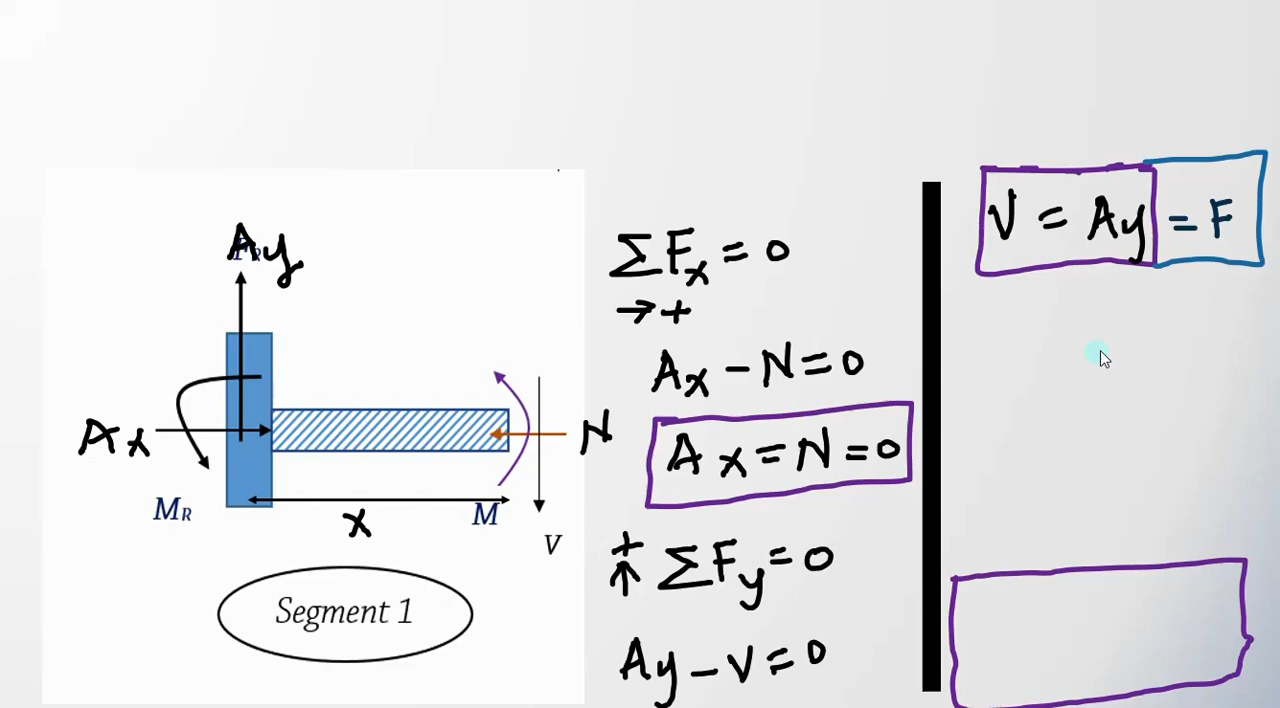 Ay
Ax
N
MR
x
M
V
Segment 1
ΣFx = 0
→ +
Ax − N = 0
Ax = N = 0
+
↑ ΣFy = 0
Ay − V = 0
V = Ay = F